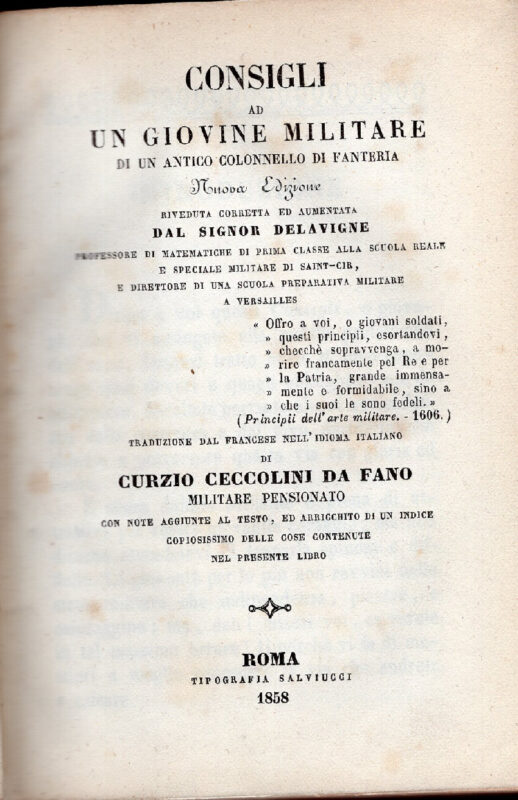 CONSIGLI
AD
UN GIOVINE MILITARE
DI UN ANTICO COLONNELLO DI FANTERIA
Nuova Edizione
RIVEDUTA CORRETTA ED AUMENTATA
DAL SIGNOR DELAVIGNE
PROFESSORE DI MATEMATICHE DI PRIMA CLASSE ALLA SCUOLA REALE
E SPECIALE MILITARE DI SAINT-CIR,
E DIRETTORE DI UNA SCUOLA PREPARATIVA MILITARE
A VERSAILLES
« Offro a voi, o giovani soldati,
» questi principii, esortandovi,
» checchè sopravvenga, a mo-
» rire francamente pel Re e per
» la Patria, grande immensa-
» mente e formidabile, sino a
» che i suoi le sono fedeli. »
(Principii dell'arte militare. - 1606.)
TRADUZIONE DAL FRANCESE NELL'IDIOMA ITALIANO
DI
CURZIO CECCOLINI DA FANO
MILITARE PENSIONATO
CON NOTE AGGIUNTE AL TESTO, ED ARRICCHITO DI UN INDICE
COPIOSISSIMO DELLE COSE CONTENUTE
NEL PRESENTE LIBRO
ROMA
TIPOGRAFIA SALVIUCCI
1858